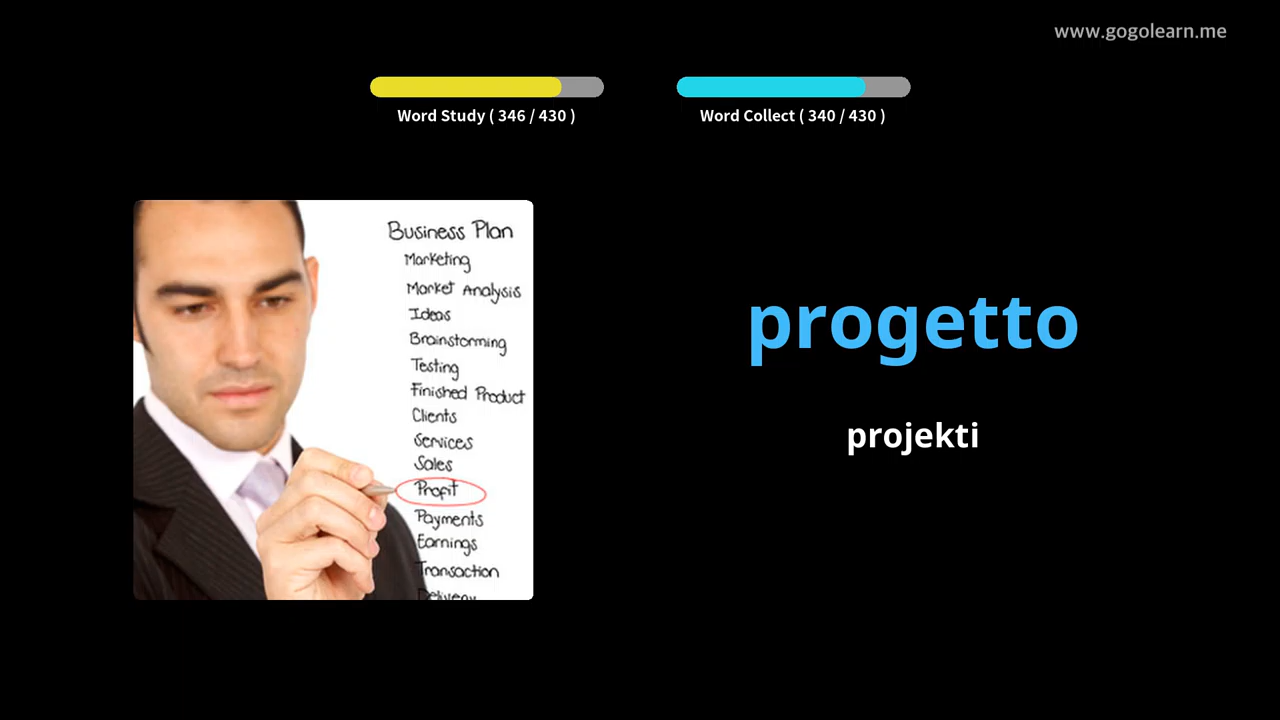 www.gogolearn.me
Word Study ( 346 / 430 )
Word Collect ( 340 / 430 )
Business Plan
Marketing
Market Analysis
Ideas
Brainstorming
Testing
Finished Product
Clients
Services
Sales
Profit
Payments
Earnings
Transaction
Delivery
progetto
projekti